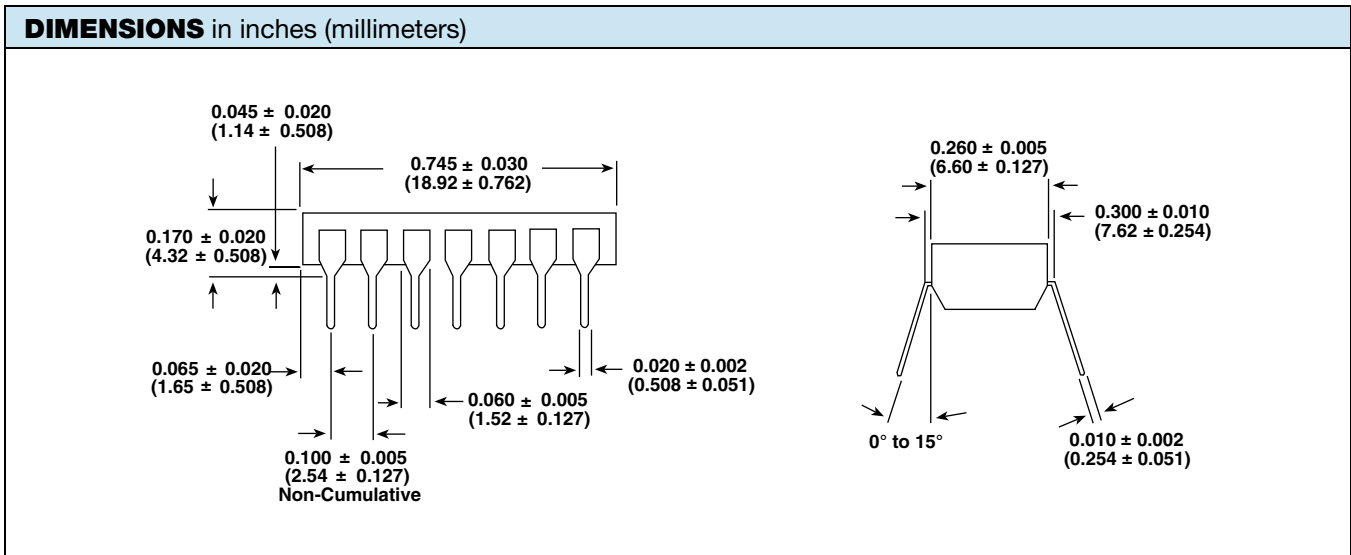 DIMENSIONS in inches (millimeters)
0.045 ± 0.020
(1.14 ± 0.508)
0.745 ± 0.030
(18.92 ± 0.762)
0.170 ± 0.020
(4.32 ± 0.508)
0.065 ± 0.020
(1.65 ± 0.508)
0.020 ± 0.002
(0.508 ± 0.051)
0.060 ± 0.005
(1.52 ± 0.127)
0.100 ± 0.005
(2.54 ± 0.127)
Non-Cumulative
0.260 ± 0.005
(6.60 ± 0.127)
0.300 ± 0.010
(7.62 ± 0.254)
0° to 15°
0.010 ± 0.002
(0.254 ± 0.051)